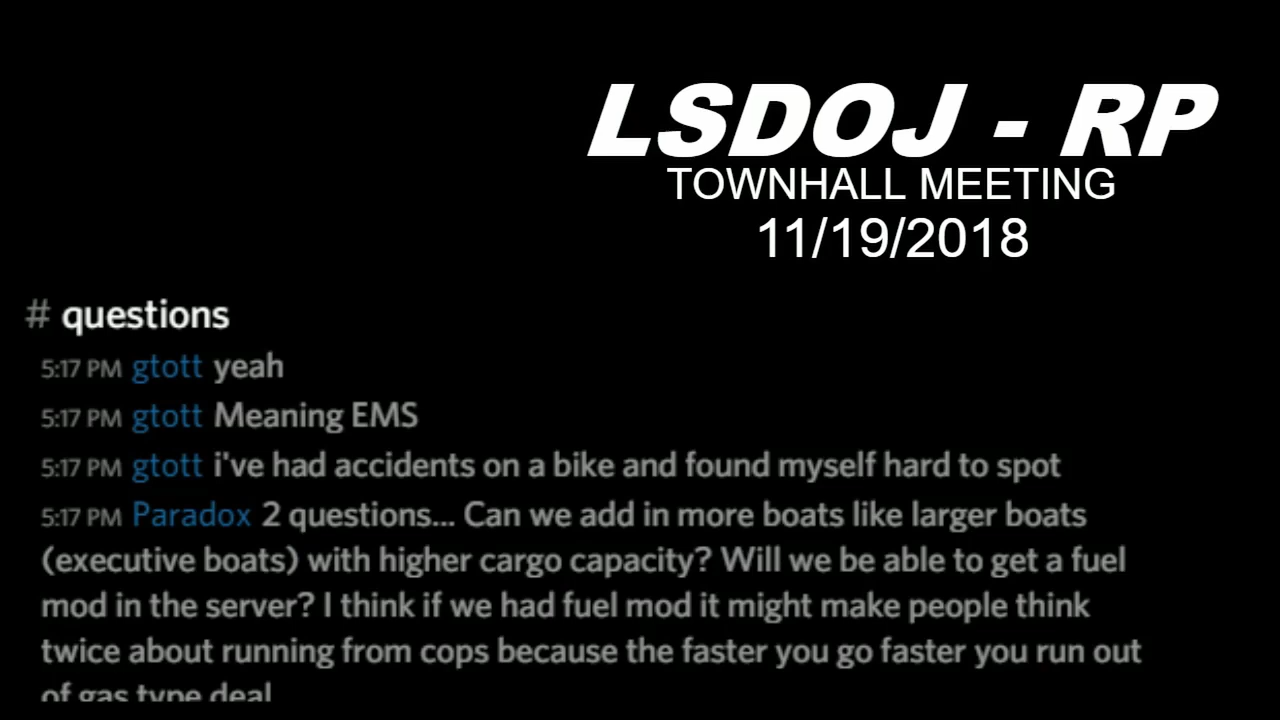 LSDOJ - RP
TOWNHALL MEETING
11/19/2018
# questions
5:17 PM gtott yeah
5:17 PM gtott Meaning EMS
5:17 PM gtott i've had accidents on a bike and found myself hard to spot
5:17 PM Paradox 2 questions... Can we add in more boats like larger boats
(executive boats) with higher cargo capacity? Will we be able to get a fuel
mod in the server? I think if we had fuel mod it might make people think
twice about running from cops because the faster you go faster you run out
of gas type deal